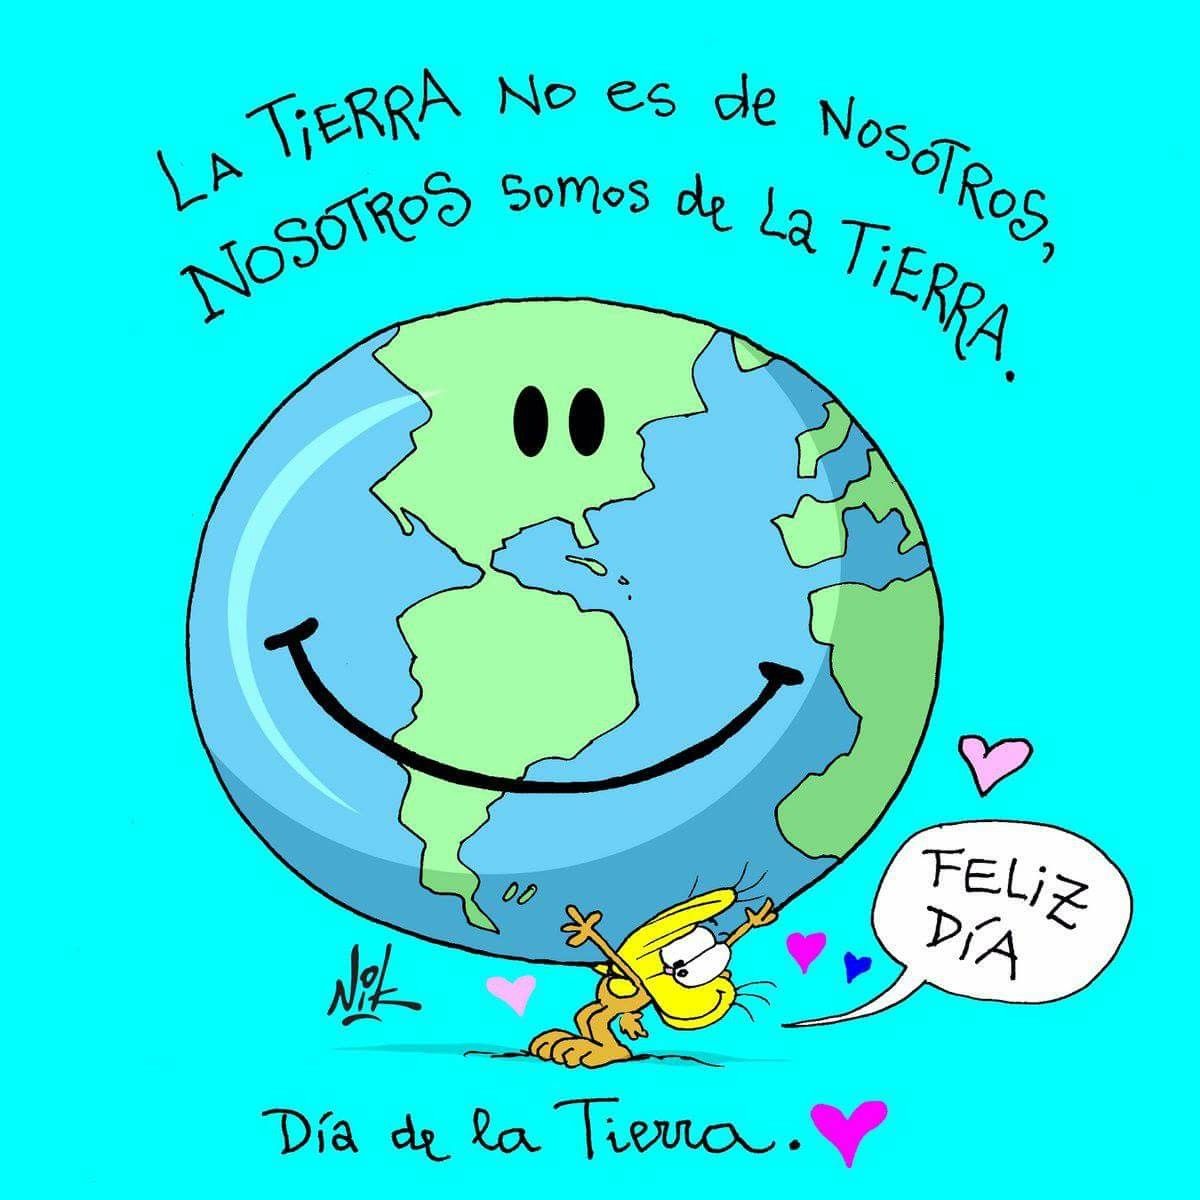 La TiERRA No es de Nosotros,
Nosotros somos de La TiERRA.
FELiZ
DÍA
Nik
Día de la Tierra.